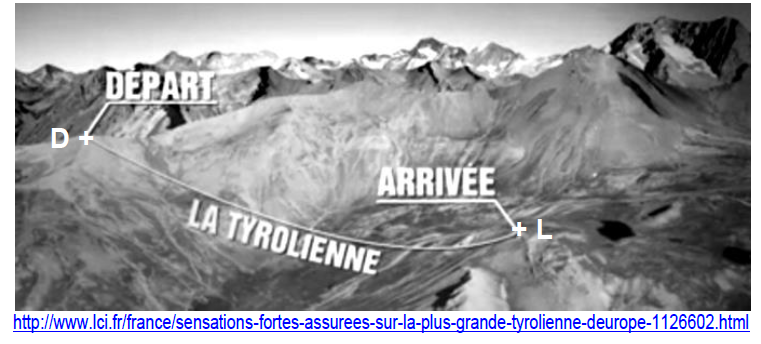 DÉPART
D +
ARRIVÉE
+ L
LA TYROLIENNE
http://www.lci.fr/france/sensations-fortes-assurees-sur-la-plus-grande-tyrolienne-deurope-1126602.html